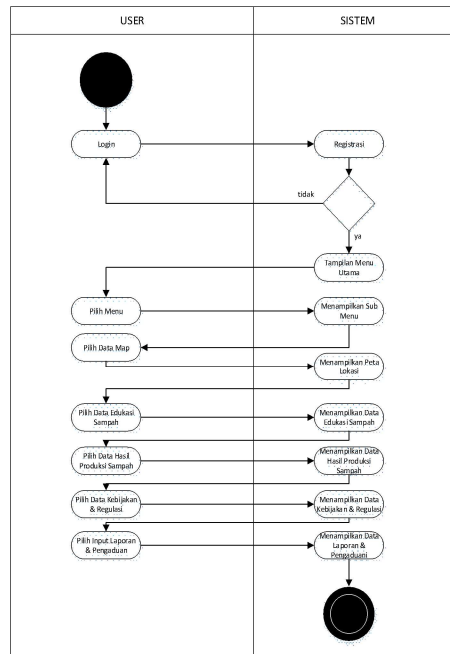 USER
SISTEM
Login
Registrasi
tidak
ya
Tampilan Menu
Utama
Pilih Menu
Menampilkan Sub
Menu
Pilih Data Map
Menampilkan Peta
Lokasi
Pilih Data Edukasi
Sampah
Menampilkan Data
Edukasi Sampah
Pilih Data Hasil
Produksi Sampah
Menampilkan Data
Hasil Produksi
Sampah
Pilih Data Kebijakan
& Regulasi
Menampilkan Data
Kebijakan & Regulasi
Pilih Input Laporan
& Pengaduan
Menampilkan Data
Laporan &
Pengaduani